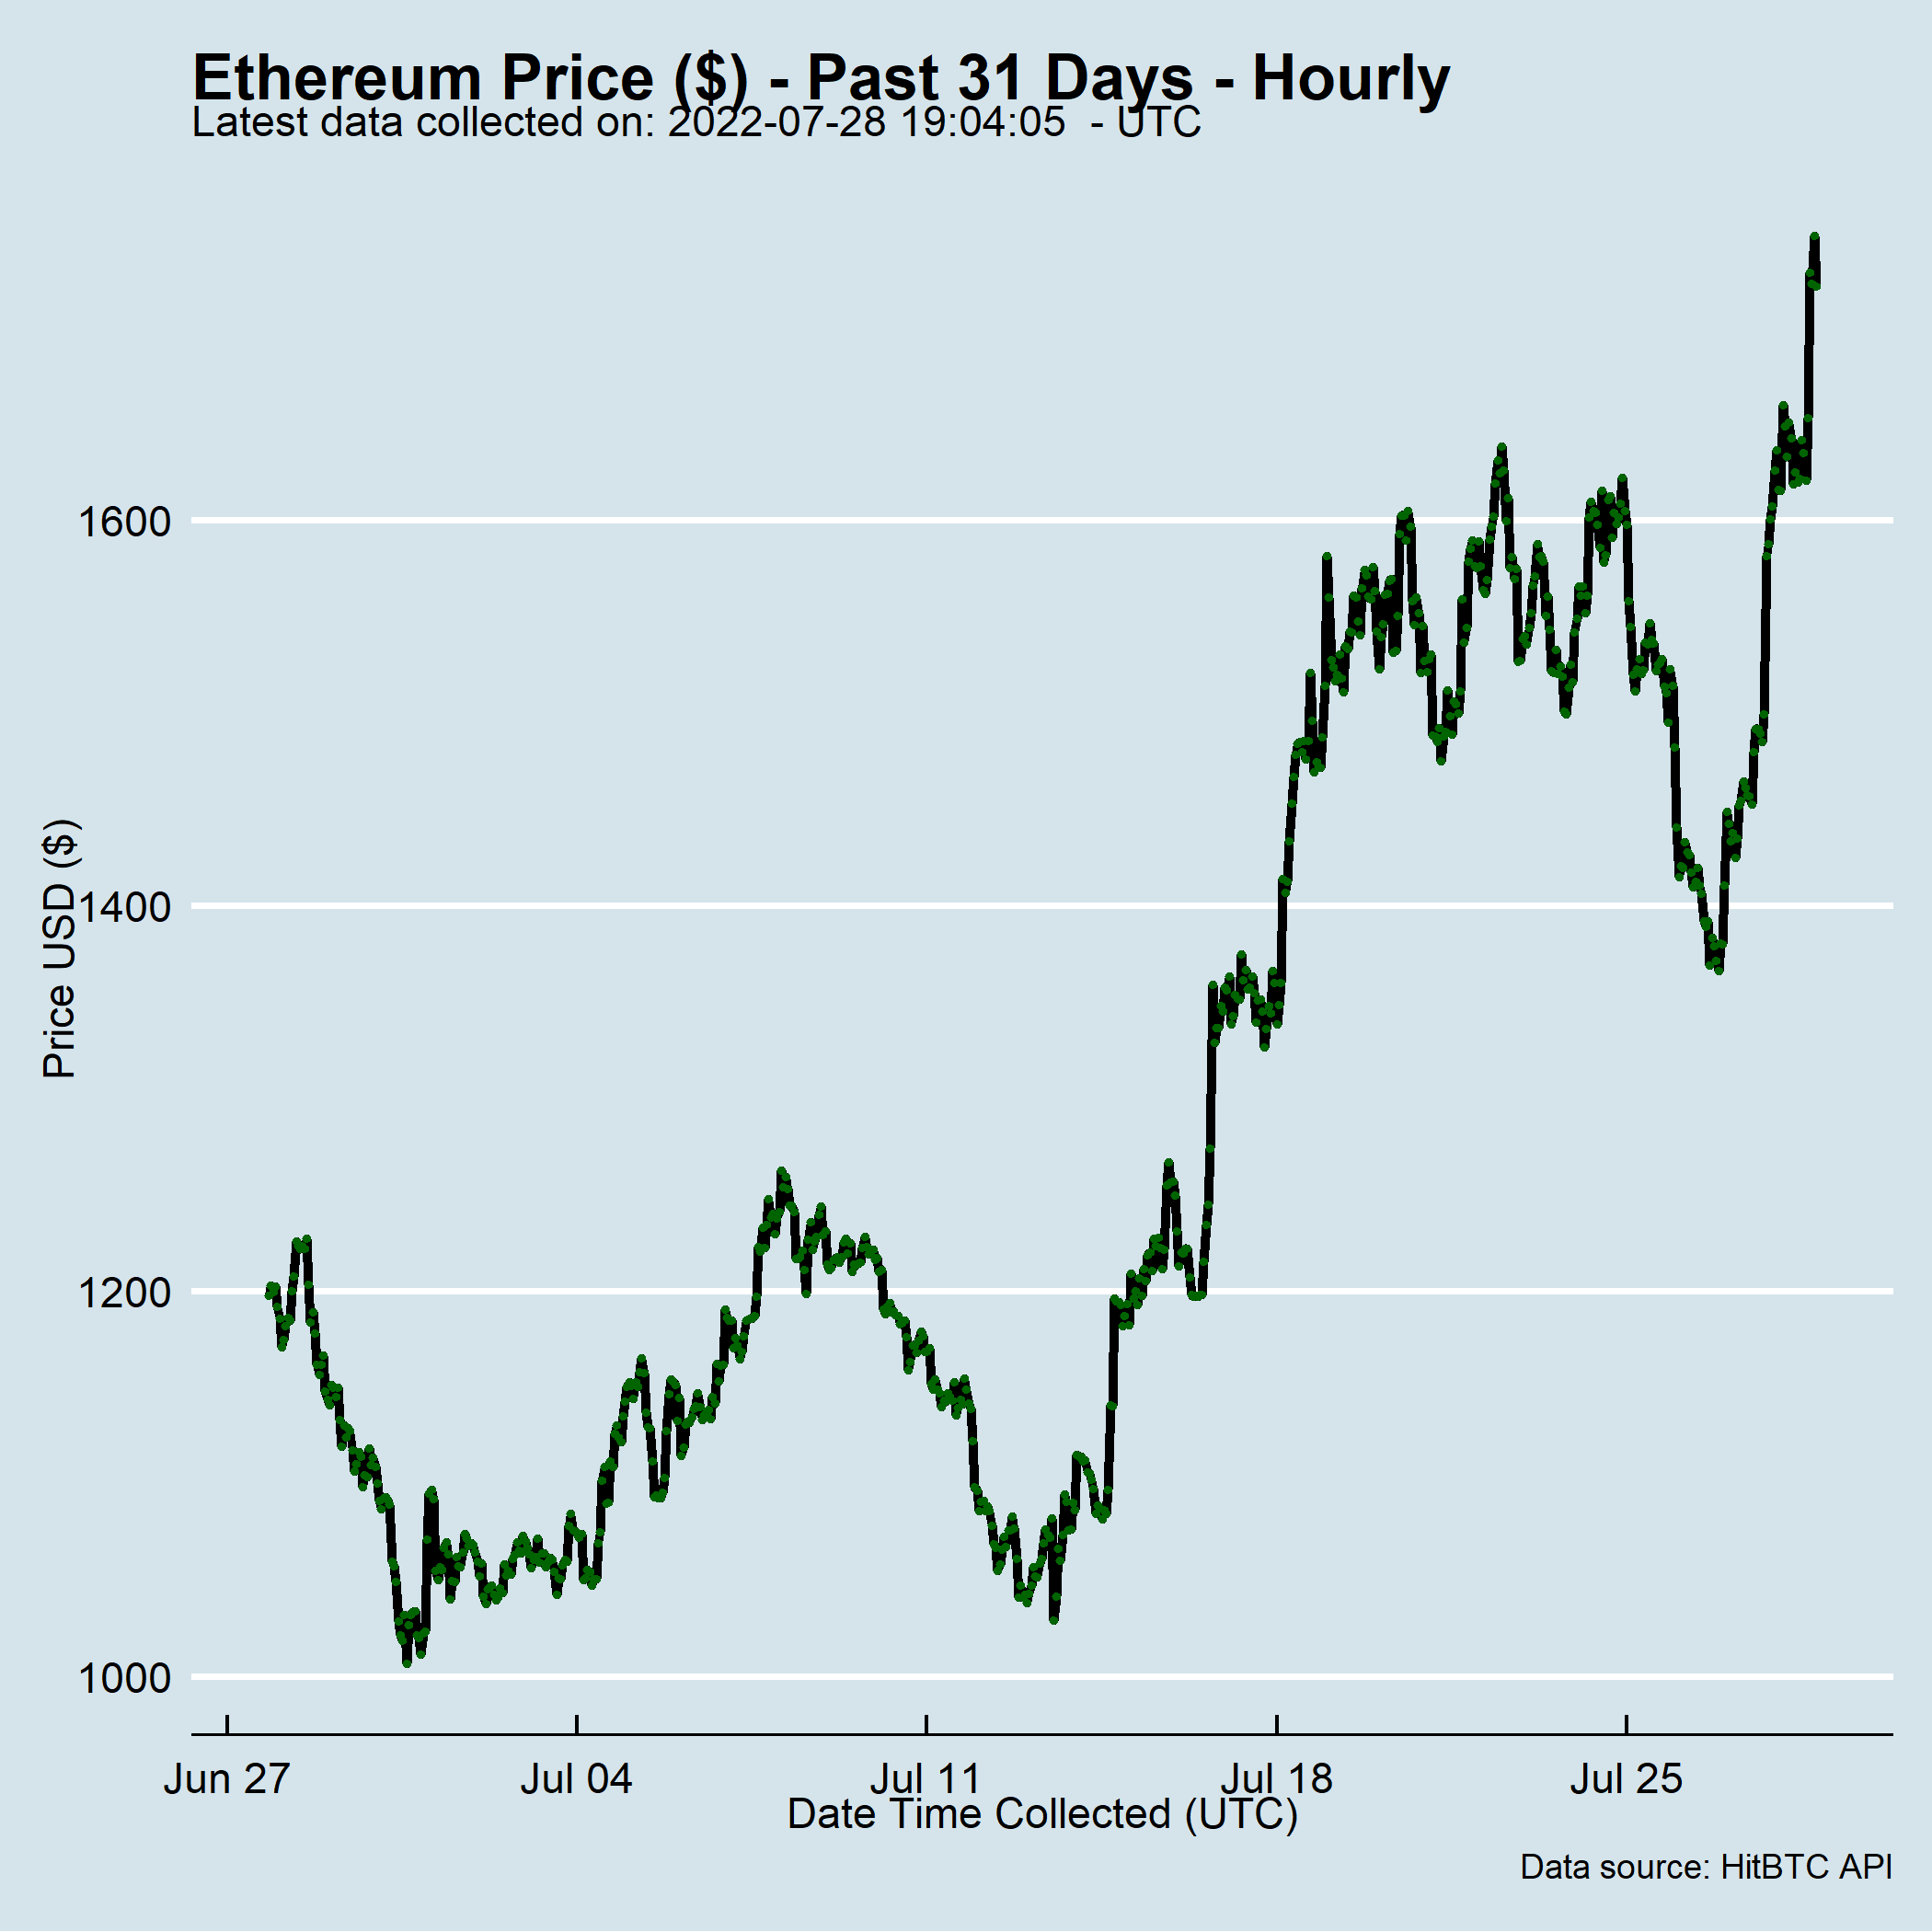 Ethereum Price ($) - Past 31 Days - Hourly
Latest data collected on: 2022-07-28 19:04:05  - UTC
Price USD ($)
1600
1400
1200
1000
Jun 27
Jul 04
Jul 11
Jul 18
Jul 25
Date Time Collected (UTC)
Data source: HitBTC API